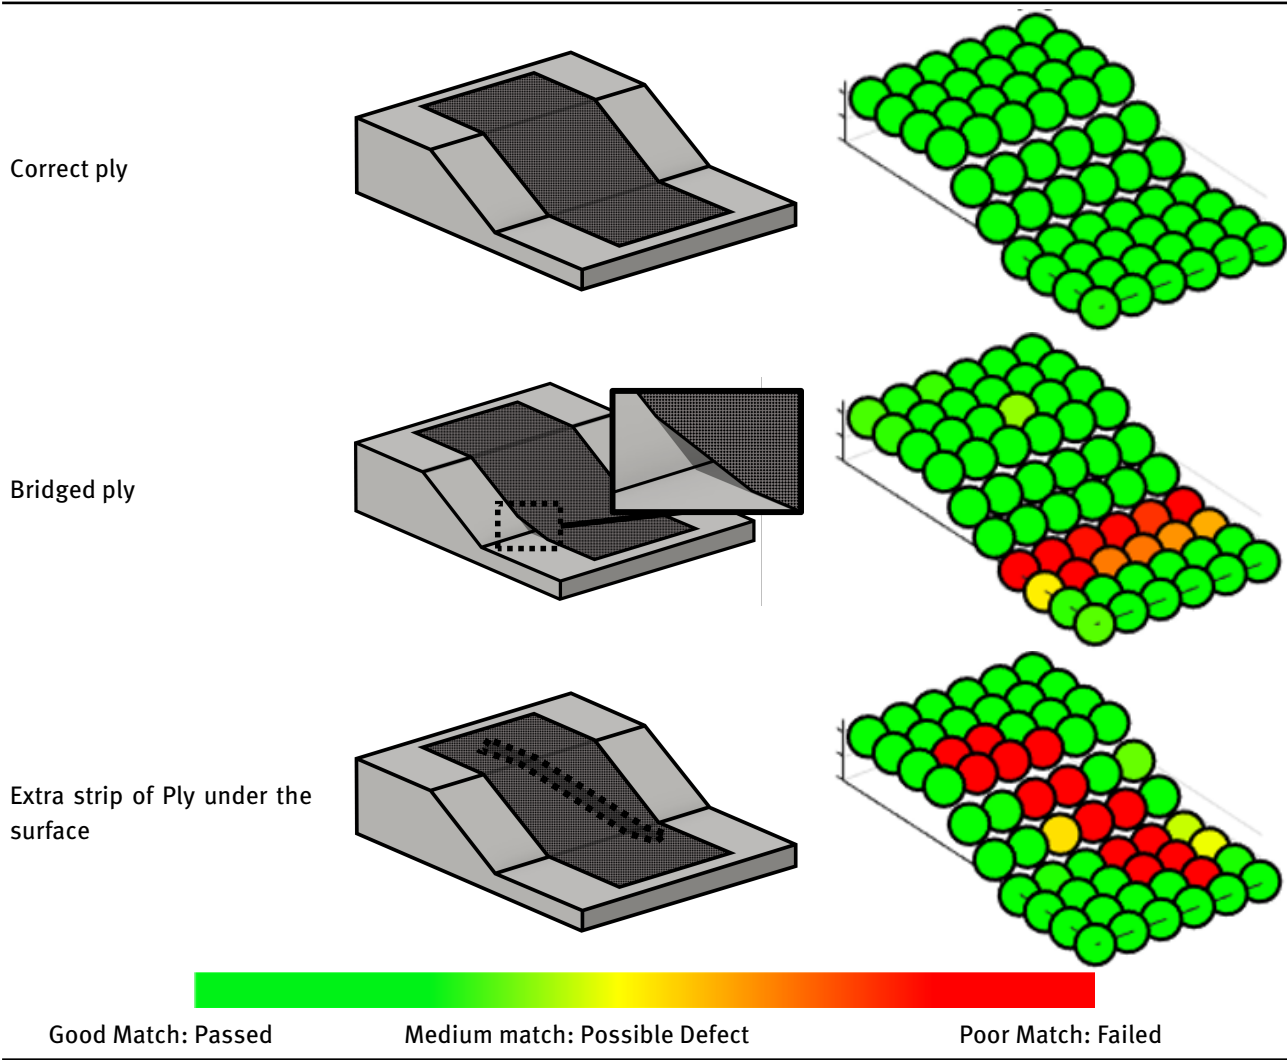 Correct ply
Bridged ply
Extra strip of Ply under the
surface
Good Match: Passed
Medium match: Possible Defect
Poor Match: Failed